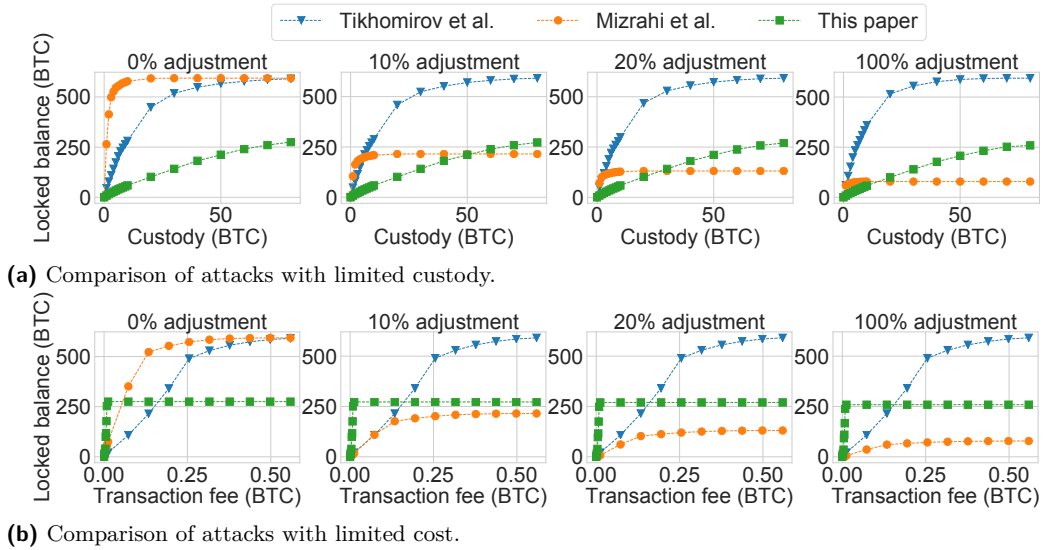 Tikhomirov et al. Mizrahi et al. This paper
0% adjustment 10% adjustment 20% adjustment 100% adjustment
Locked balance (BTC)
500
250
0
0 50 0 50 0 50 0 50
500
250
0
500
250
0
500
250
0
Custody (BTC) Custody (BTC) Custody (BTC) Custody (BTC)
(a) Comparison of attacks with limited custody.
0% adjustment 10% adjustment 20% adjustment 100% adjustment
Locked balance (BTC)
500
250
0
500
250
0
500
250
0
500
250
0
0.00 0.25 0.50 0.00 0.25 0.50 0.00 0.25 0.50 0.00 0.25 0.50
Transaction fee (BTC) Transaction fee (BTC) Transaction fee (BTC) Transaction fee (BTC)
(b) Comparison of attacks with limited cost.